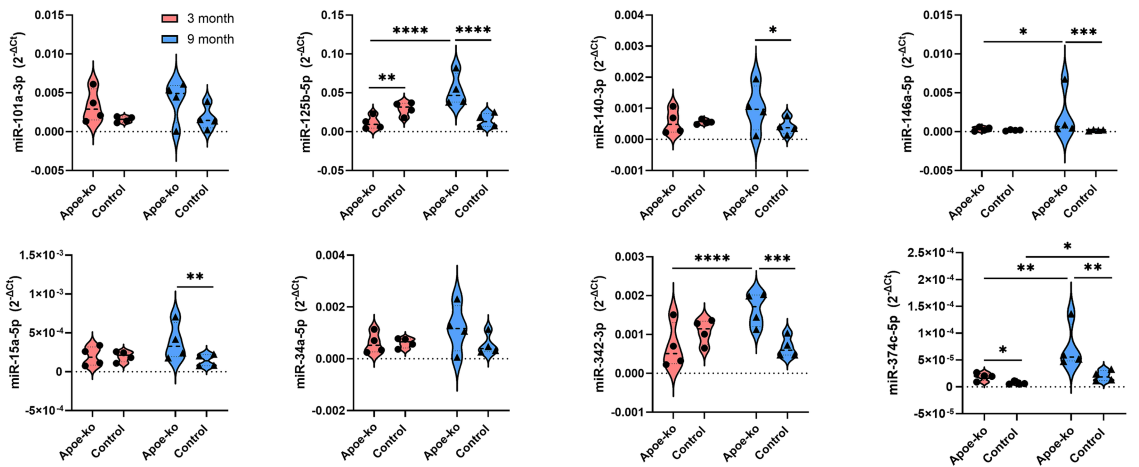 miR-101a-3p (2^-ΔCt)
0.015
0.010
0.005
0.000
-0.005
3 month
9 month
Apoe-ko
Control
Apoe-ko
Control
miR-125b-5p (2^-ΔCt)
0.15
0.10
0.05
0.00
-0.05
****
****
**
Apoe-ko
Control
Apoe-ko
Control
miR-140-3p (2^-ΔCt)
0.004
0.003
0.002
0.001
0.000
-0.001
*
Apoe-ko
Control
Apoe-ko
Control
miR-146a-5p (2^-ΔCt)
0.015
0.010
0.005
0.000
-0.005
*
***
Apoe-ko
Control
Apoe-ko
Control
miR-15a-5p (2^-ΔCt)
1.5×10^-3
1×10^-3
5×10^-4
0
-5×10^-4
**
Apoe-ko
Control
Apoe-ko
Control
miR-34a-5p (2^-ΔCt)
0.004
0.002
0.000
-0.002
Apoe-ko
Control
Apoe-ko
Control
miR-342-3p (2^-ΔCt)
0.003
0.002
0.001
0.000
-0.001
****
***
Apoe-ko
Control
Apoe-ko
Control
miR-374c-5p (2^-ΔCt)
2.5×10^-4
2×10^-4
1.5×10^-4
1×10^-4
5×10^-5
0
-5×10^-5
*
**
**
*
Apoe-ko
Control
Apoe-ko
Control